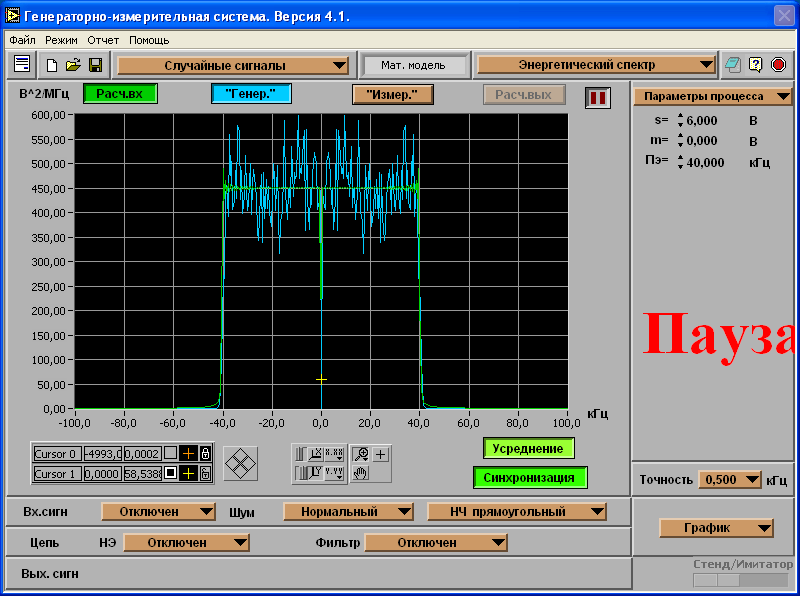 Генераторно-измерительная система. Версия 4.1.
Файл Режим Отчет Помощь
Случайные сигналы Мат. модель Энергетический спектр
В^2/МГц Расч.вх "Генер." "Измер." Расч.вых
Параметры процесса
s= 6,000 В
m= 0,000 В
Пэ= 40,000 кГц
600,00
550,00
500,00
450,00
400,00
350,00
300,00
250,00
200,00
150,00
100,00
50,00
0,00
-100,0 -80,0 -60,0 -40,0 -20,0 0,0 20,0 40,0 60,0 80,0 100,0 кГц
Пауза
Cursor 0 -4993,0 0,0002
Cursor 1 0,0000 58,538
X X.XX
Y Y.YY
Усреднение
Синхронизация
Точность 0,500 кГц
Вх.сигн Отключен Шум Нормальный НЧ прямоугольный
График
Цепь НЭ Отключен Фильтр Отключен
Стенд/Имитатор
Вых. сигн